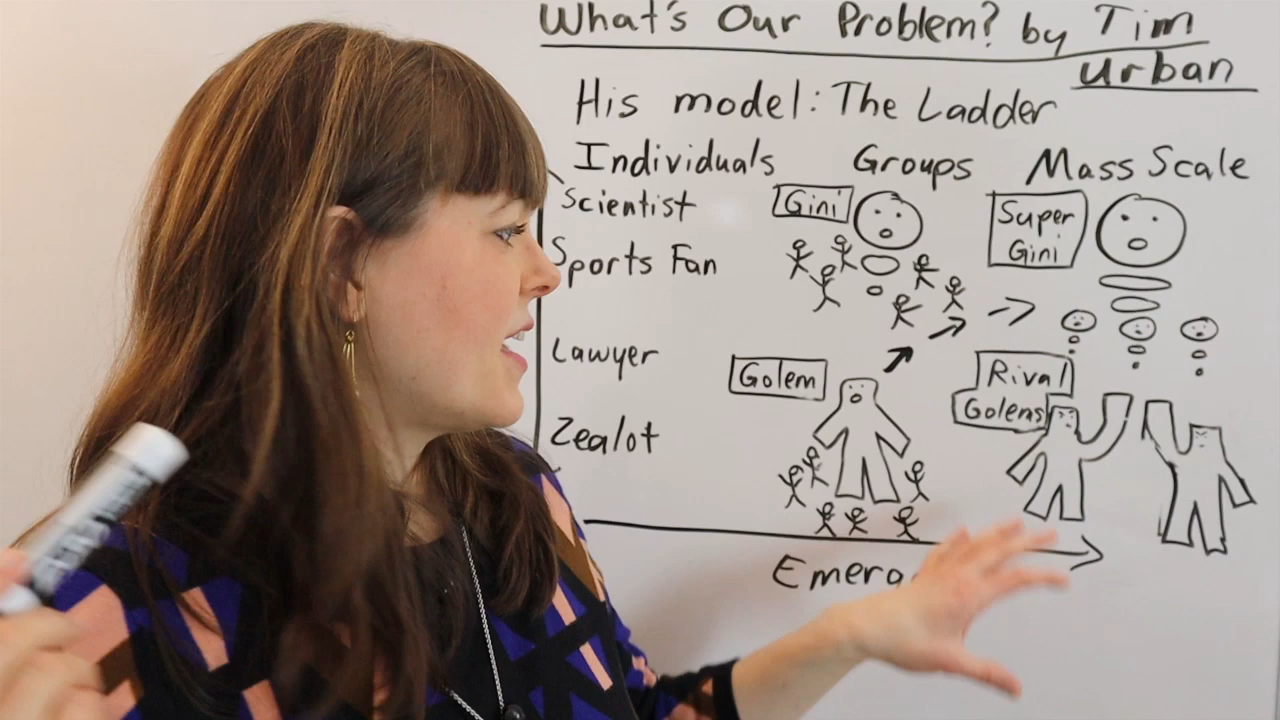 What's Our Problem? by Tim
Urban
His model: The Ladder
Individuals Groups Mass Scale
Scientist
Sports Fan
Lawyer
Zealot
Gini
Super
Gini
Golem
Rival
Golems